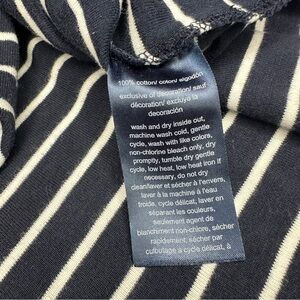 100% cotton/ coton/ algodón
exclusive of decoration/ sauf
décoration/ excluyo la
decoración
wash and dry inside out,
machine wash cold, gentle
cycle, wash with like colors,
non-chlorine bleach only, dry
promptly, tumble dry gentle
cycle, low heat, low heat iron if
necessary, do not dry
clean/laver et sécher à l'envers,
laver à la machine à l'eau
froide, cycle délicat, laver en
séparant les couleurs,
seulement agent de
blanchiment non-chlore, sécher
rapidement, sécher par
culbutage à cycle délicat, à